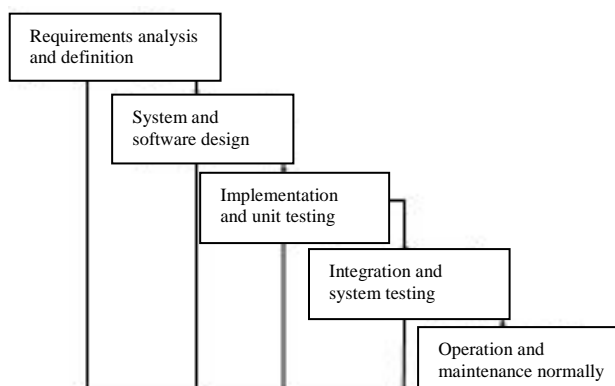 Requirements analysis
and definition
System and
software design
Implementation
and unit testing
Integration and
system testing
Operation and
maintenance normally